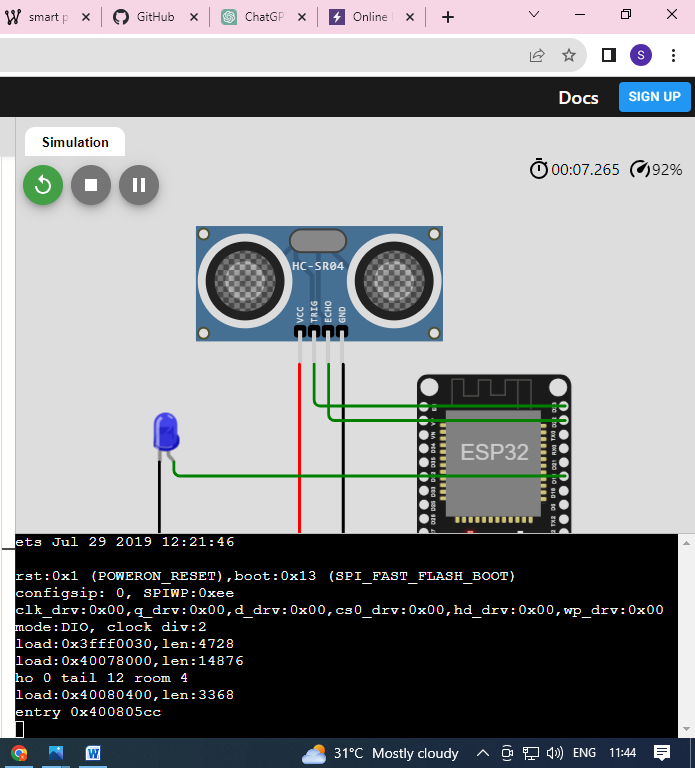 smart p
GitHub
ChatGP
Online
S
Docs
SIGN UP
Simulation
00:07.265
92%
HC-SR04
VCC
TRIG
ECHO
GND
ESP32
ets Jul 29 2019 12:21:46
rst:0x1 (POWERON_RESET),boot:0x13 (SPI_FAST_FLASH_BOOT)
configsip: 0, SPIWP:0xee
clk_drv:0x00,q_drv:0x00,d_drv:0x00,cs0_drv:0x00,hd_drv:0x00,wp_drv:0x00
mode:DIO, clock div:2
load:0x3fff0030,len:4728
load:0x40078000,len:14876
ho 0 tail 12 room 4
load:0x40080400,len:3368
entry 0x400805cc
31°C Mostly cloudy
ENG
11:44